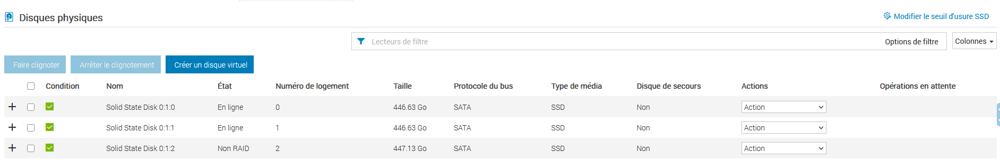 Disques physiques
Modifier le seuil d'usure SSD
Lecteurs de filtre Options de filtre Colonnes
Faire clignoter Arrêter le clignotement Créer un disque virtuel
Condition Nom État Numéro de logement Taille Protocole du bus Type de média Disque de secours Actions Opérations en attente
Solid State Disk 0:1:0 En ligne 0 446.63 Go SATA SSD Non Action
Solid State Disk 0:1:1 En ligne 1 446.63 Go SATA SSD Non Action
Solid State Disk 0:1:2 Non RAID 2 447.13 Go SATA SSD Non Action